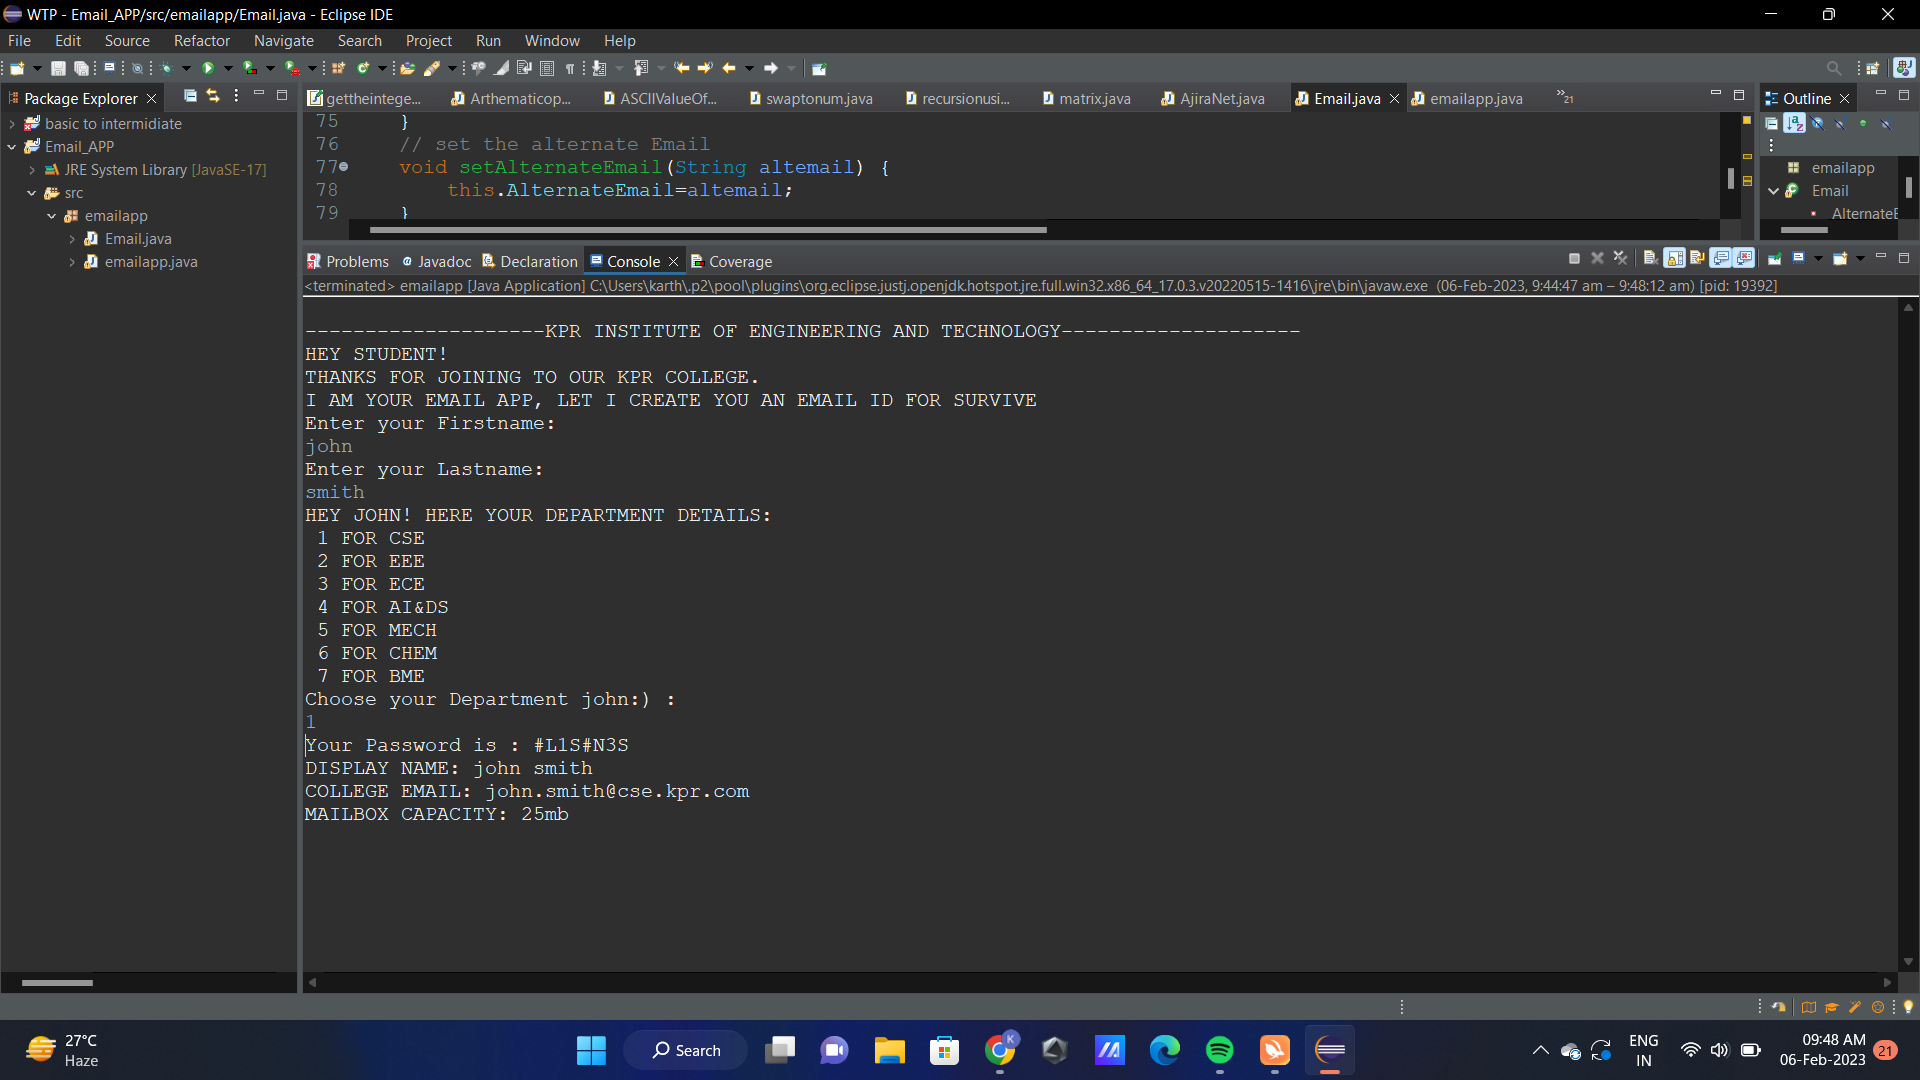 WTP - Email_APP/src/emailapp/Email.java - Eclipse IDE
File Edit Source Refactor Navigate Search Project Run Window Help
Package Explorer
gettheintege... Arthematicop... ASCIIValueOf... swaptonum.java recursionusi... matrix.java AjiraNet.java Email.java emailapp.java 21
Outline
basic to intermidiate
Email_APP
JRE System Library [JavaSE-17]
src
emailapp
Email.java
emailapp.java
75 }
76 // set the alternate Email
77 void setAlternateEmail(String altemail) {
78 this.AlternateEmail=altemail;
79 }
emailapp
Email
AlternateE
Problems Javadoc Declaration Console Coverage
<terminated> emailapp [Java Application] C:\Users\karth\.p2\pool\plugins\org.eclipse.justj.openjdk.hotspot.jre.full.win32.x86_64_17.0.3.v20220515-1416\jre\bin\javaw.exe (06-Feb-2023, 9:44:47 am – 9:48:12 am) [pid: 19392]
--------------------KPR INSTITUTE OF ENGINEERING AND TECHNOLOGY--------------------
HEY STUDENT!
THANKS FOR JOINING TO OUR KPR COLLEGE.
I AM YOUR EMAIL APP, LET I CREATE YOU AN EMAIL ID FOR SURVIVE
Enter your Firstname:
john
Enter your Lastname:
smith
HEY JOHN! HERE YOUR DEPARTMENT DETAILS:
1 FOR CSE
2 FOR EEE
3 FOR ECE
4 FOR AI&DS
5 FOR MECH
6 FOR CHEM
7 FOR BME
Choose your Department john:) :
1
Your Password is : #L1S#N3S
DISPLAY NAME: john smith
COLLEGE EMAIL: john.smith@cse.kpr.com
MAILBOX CAPACITY: 25mb
27°C
Haze
Search
K
ENG
IN
09:48 AM
06-Feb-2023
21